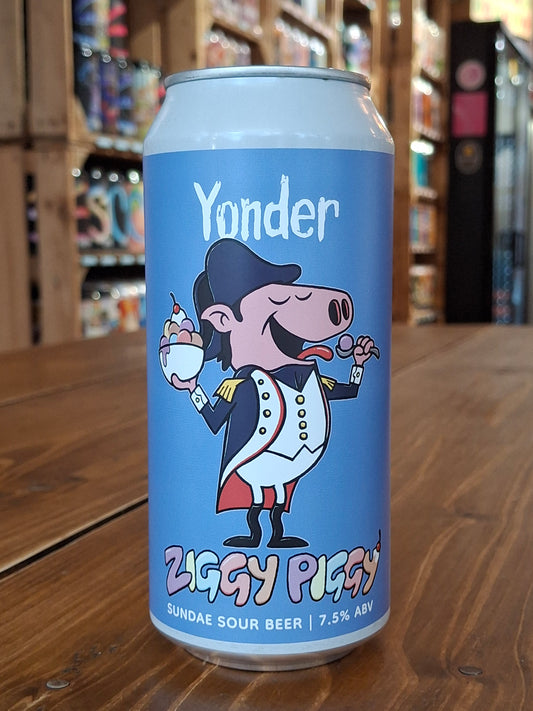 Yonder
ZIGGY PIGGY
SUNDAE SOUR BEER | 7.5% ABV